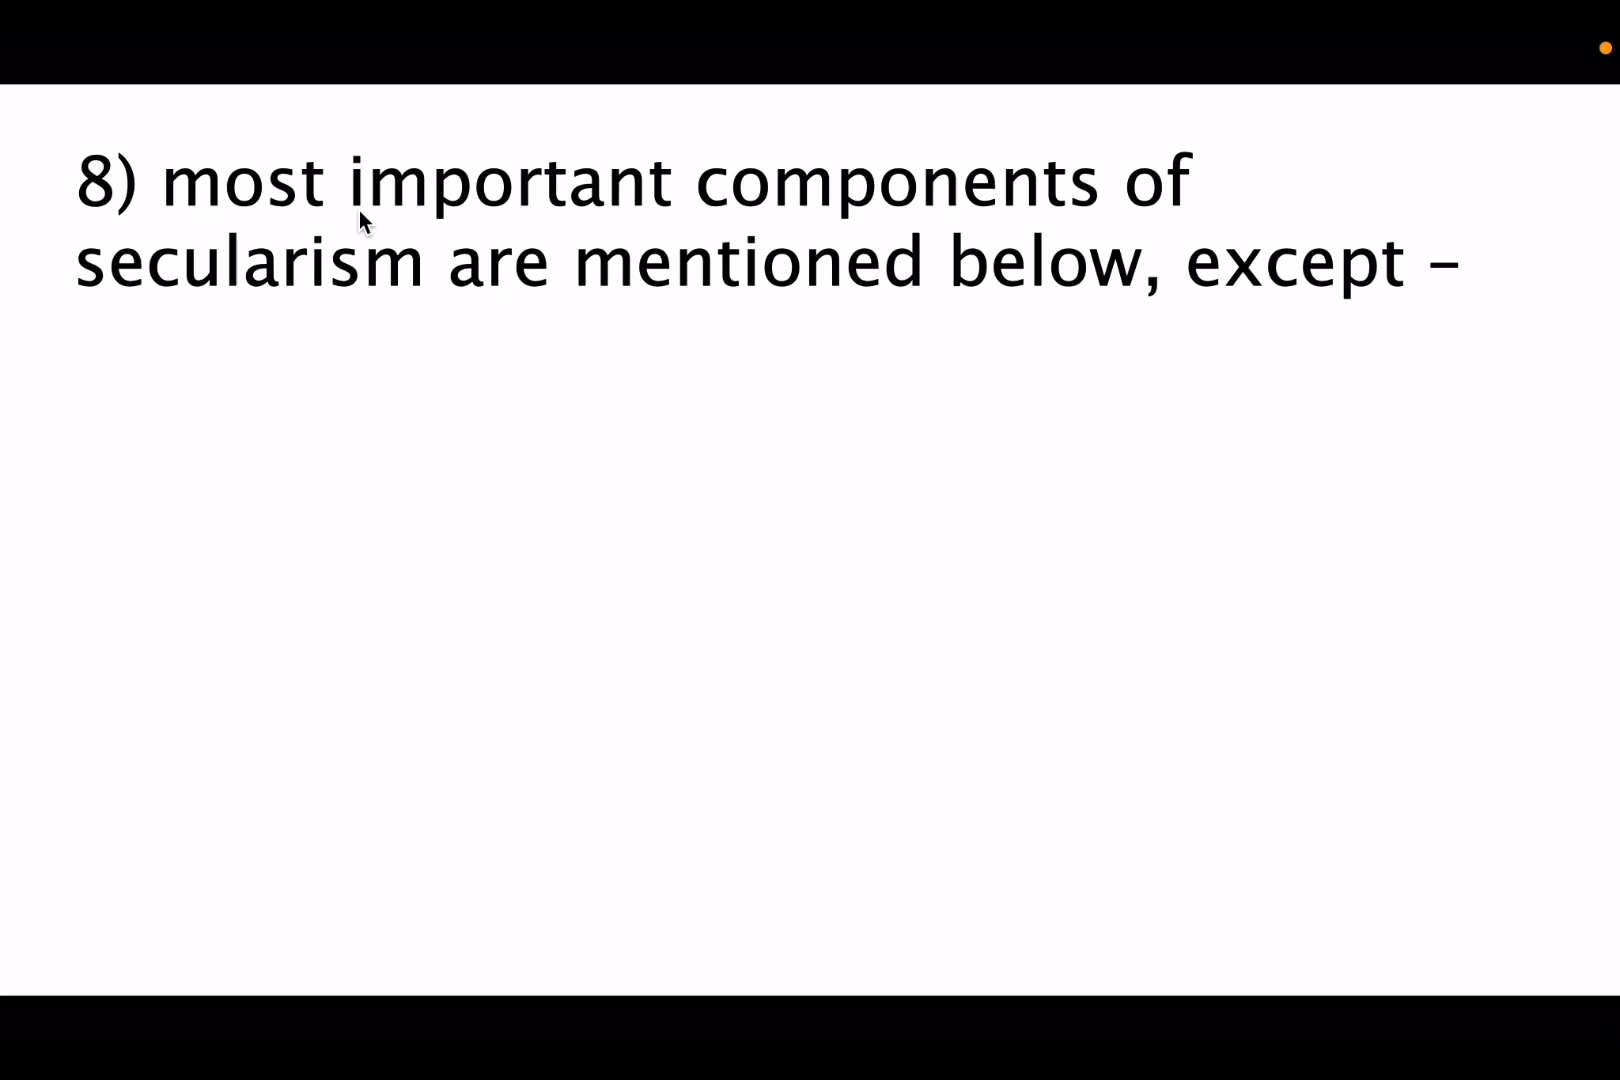 8) most important components of
secularism are mentioned below, except -